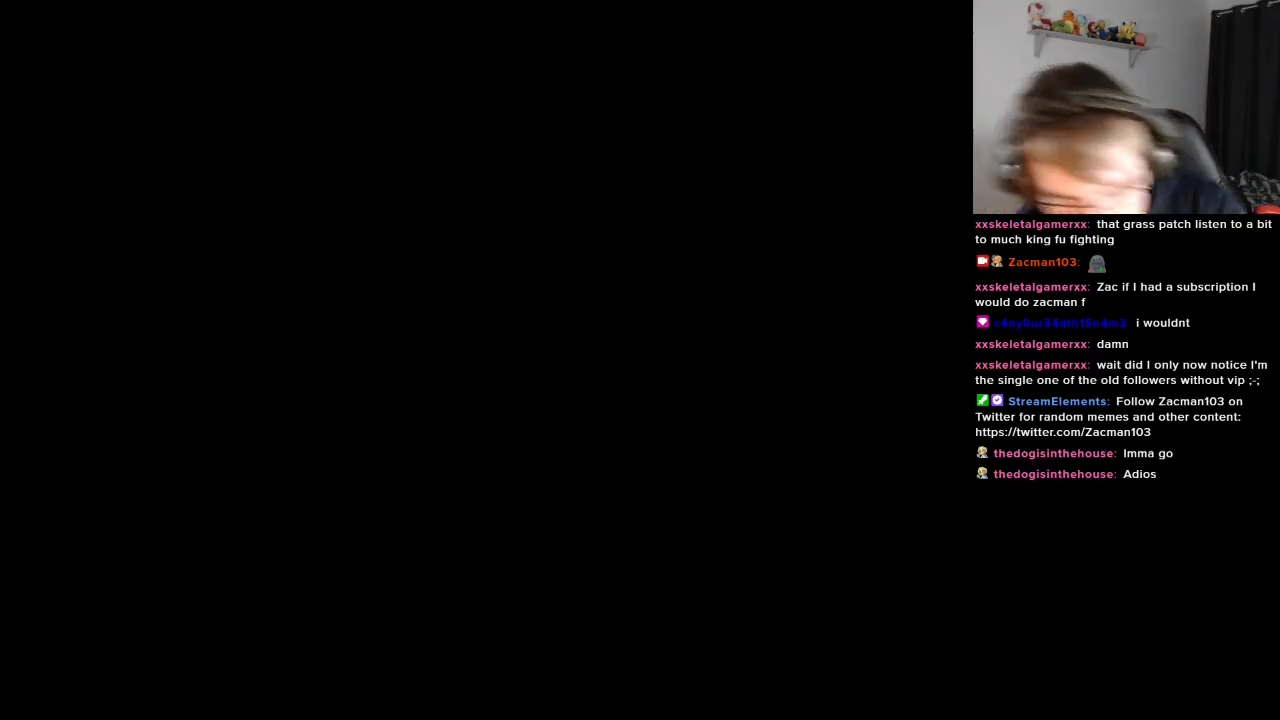 xxskeletalgamerxx: that grass patch listen to a bit
to much king fu fighting
Zacman103:
xxskeletalgamerxx: Zac if I had a subscription I
would do zacman f
i wouldnt
xxskeletalgamerxx: damn
xxskeletalgamerxx: wait did I only now notice I'm
the single one of the old followers without vip ;-;
StreamElements: Follow Zacman103 on
Twitter for random memes and other content:
https://twitter.com/Zacman103
thedogisinthehouse: Imma go
thedogisinthehouse: Adios